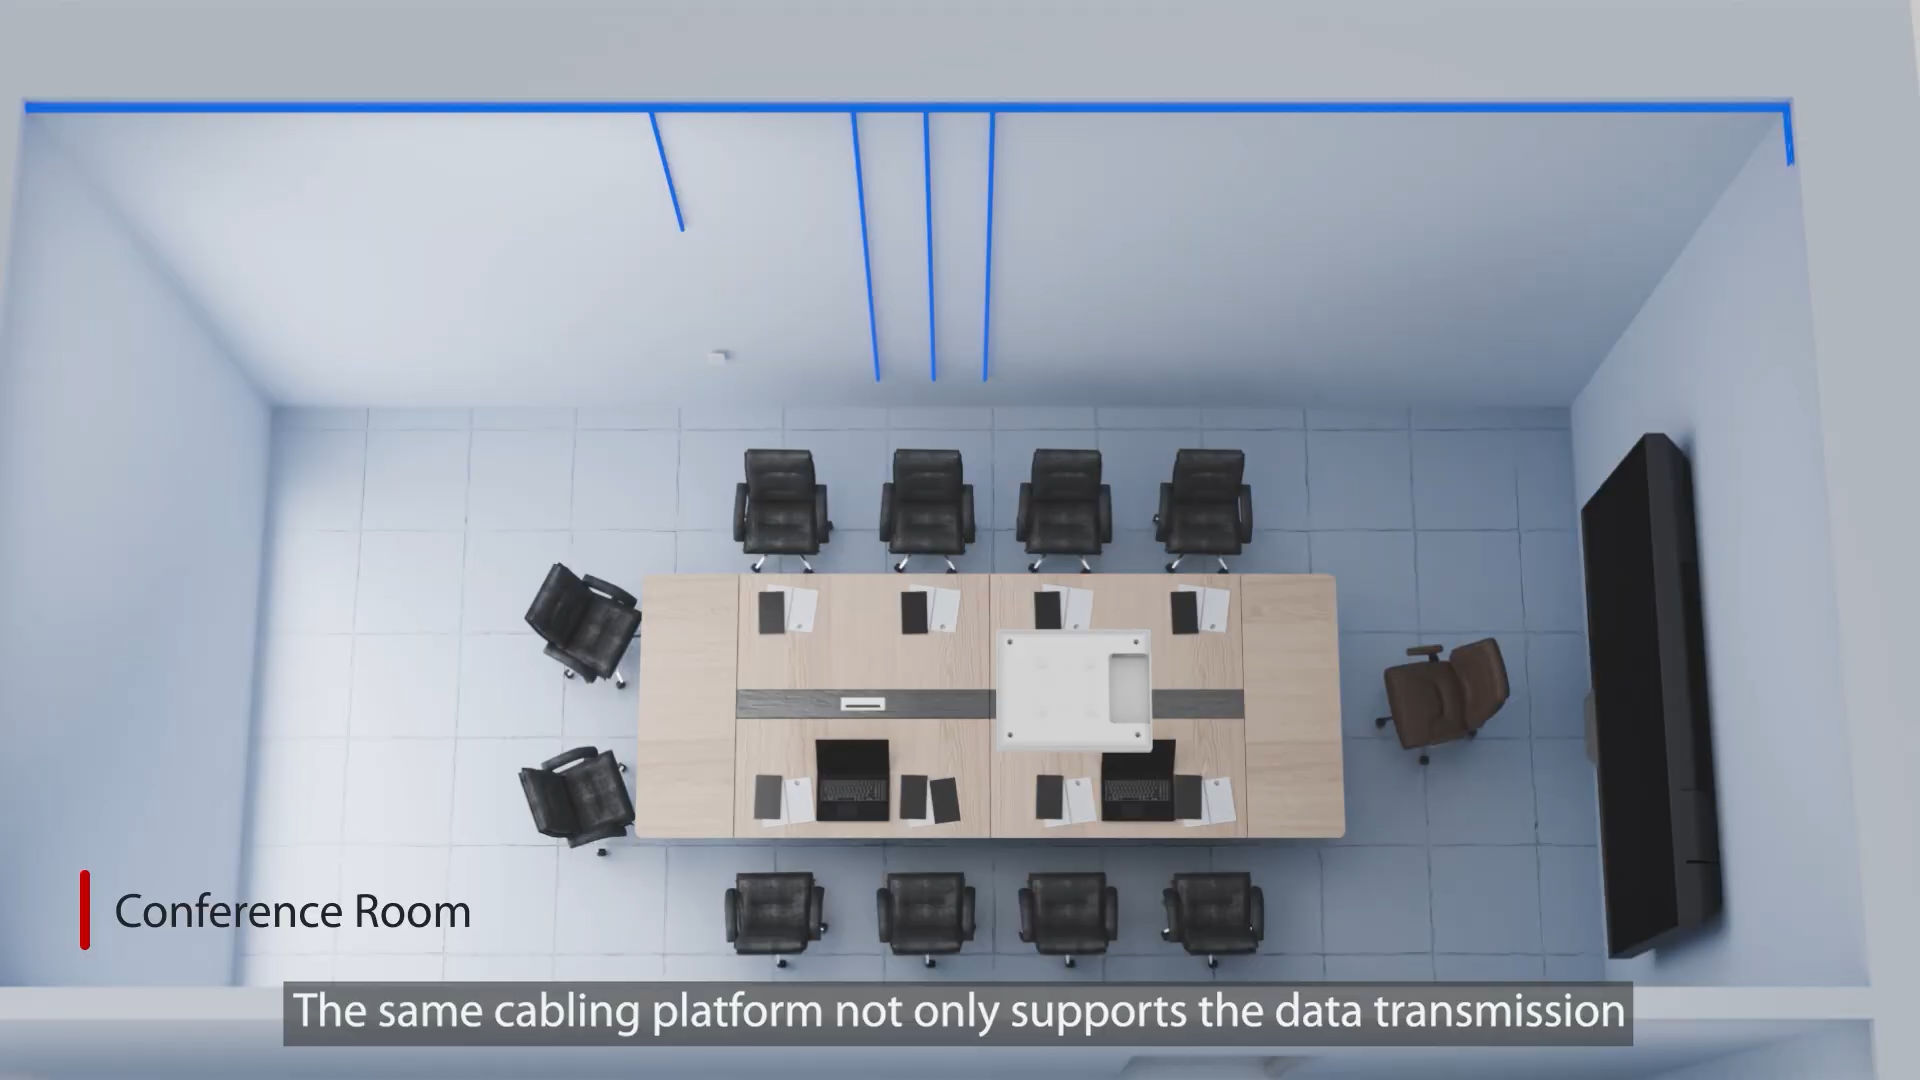 Conference Room
The same cabling platform not only supports the data transmission